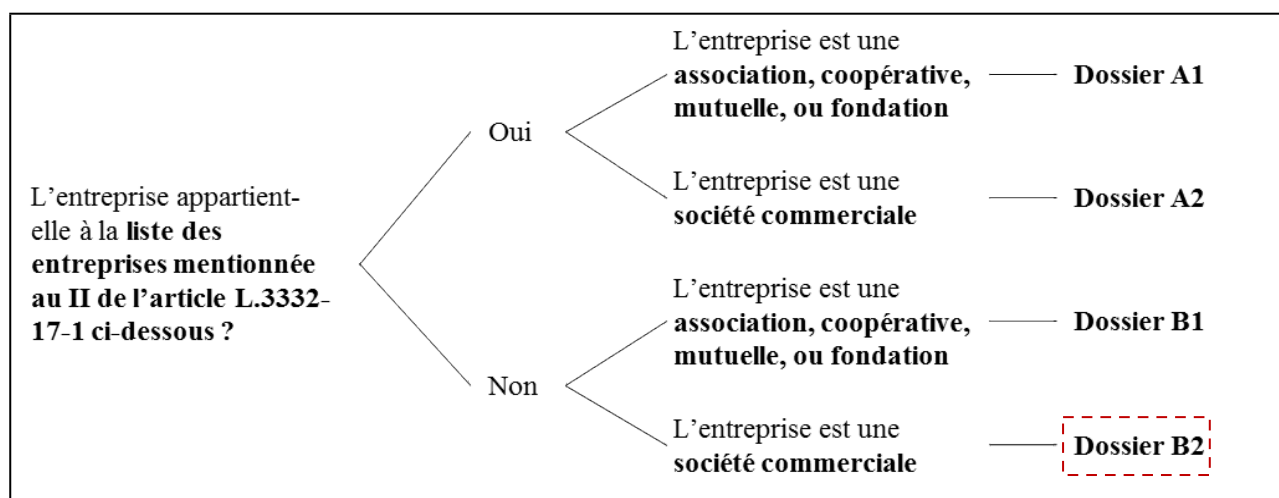 L’entreprise appartient-
elle à la liste des
entreprises mentionnée
au II de l’article L.3332-
17-1 ci-dessous ?
Oui
L’entreprise est une
association, coopérative,
mutuelle, ou fondation
Dossier A1
L’entreprise est une
société commerciale
Dossier A2
Non
L’entreprise est une
association, coopérative,
mutuelle, ou fondation
Dossier B1
L’entreprise est une
société commerciale
Dossier B2